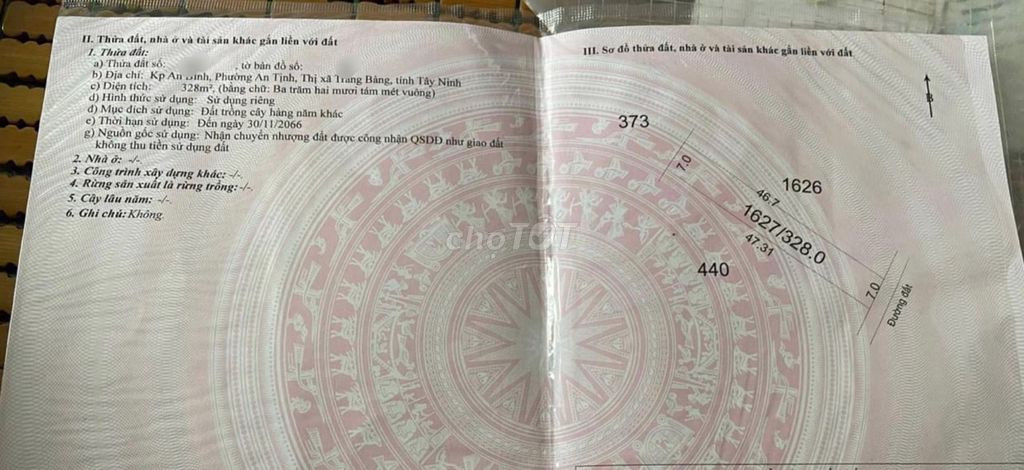 II. Thửa đất, nhà ở và tài sản khác gắn liền với đất
1. Thửa đất:
a) Thửa đất số: , tờ bản đồ số:
b) Địa chỉ: Kp An Bình, Phường An Tịnh, Thị xã Trảng Bàng, tỉnh Tây Ninh
c) Diện tích: 328m², (bằng chữ: Ba trăm hai mươi tám mét vuông)
d) Hình thức sử dụng: Sử dụng riêng
đ) Mục đích sử dụng: Đất trồng cây hàng năm khác
e) Thời hạn sử dụng: Đến ngày 30/11/2066
g) Nguồn gốc sử dụng: Nhận chuyển nhượng đất được công nhận QSDĐ như giao đất
không thu tiền sử dụng đất
2. Nhà ở: -/-.
3. Công trình xây dựng khác: -/-.
4. Rừng sản xuất là rừng trồng: -/-.
5. Cây lâu năm: -/-.
6. Ghi chú: Không.
III. Sơ đồ thửa đất, nhà ở và tài sản khác gắn liền với đất
B
373
7.0
1626
46.7
1627/328.0
47.31
440
7.0
Đường đất
choTỐT